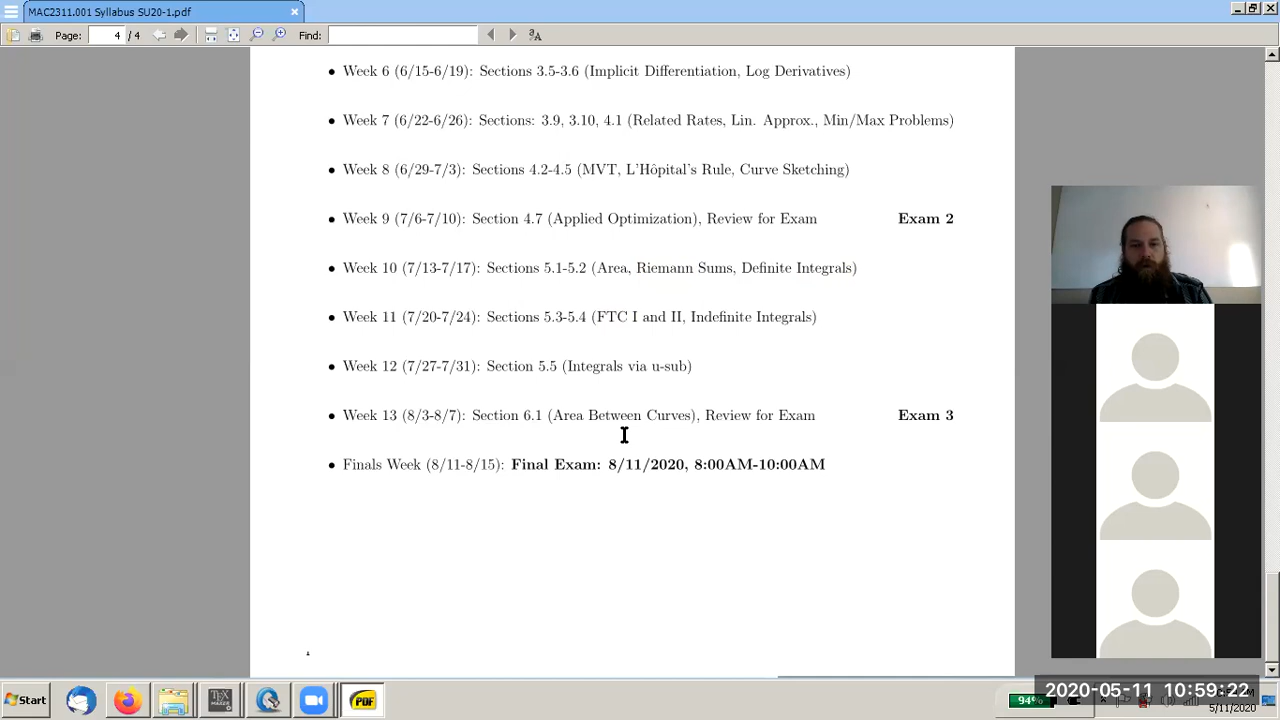 MAC2311.001 Syllabus SU20-1.pdf
Page: 4 / 4 Find:
• Week 6 (6/15-6/19): Sections 3.5-3.6 (Implicit Differentiation, Log Derivatives)
• Week 7 (6/22-6/26): Sections: 3.9, 3.10, 4.1 (Related Rates, Lin. Approx., Min/Max Problems)
• Week 8 (6/29-7/3): Sections 4.2-4.5 (MVT, L'Hôpital's Rule, Curve Sketching)
• Week 9 (7/6-7/10): Section 4.7 (Applied Optimization), Review for Exam Exam 2
• Week 10 (7/13-7/17): Sections 5.1-5.2 (Area, Riemann Sums, Definite Integrals)
• Week 11 (7/20-7/24): Sections 5.3-5.4 (FTC I and II, Indefinite Integrals)
• Week 12 (7/27-7/31): Section 5.5 (Integrals via u-sub)
• Week 13 (8/3-8/7): Section 6.1 (Area Between Curves), Review for Exam Exam 3
• Finals Week (8/11-8/15): Final Exam: 8/11/2020, 8:00AM-10:00AM
Start
TEX
PDF
94%
2020-05-11 10:59:22
5/11/2020